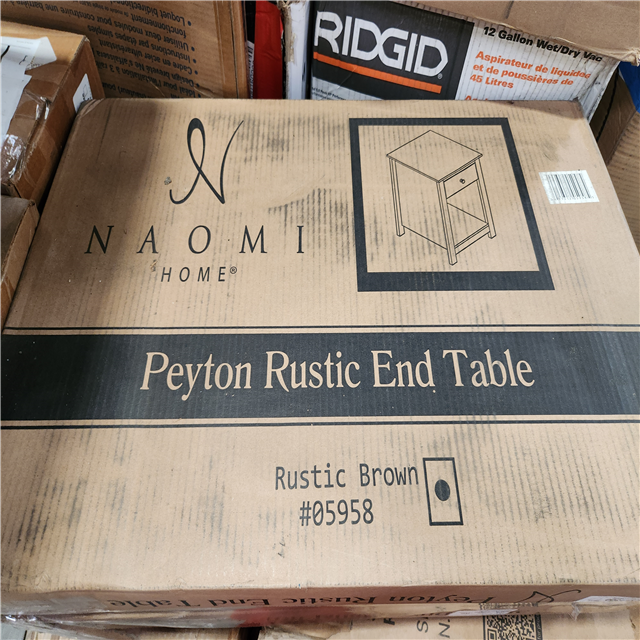 RIDGID
12 Gallon Wet/Dry Vac
Aspirateur de liquides
et de poussières de
45 Litres
N
NAOMI
HOME®
Peyton Rustic End Table
Rustic Brown
#05958
Peyton Rustic End Table